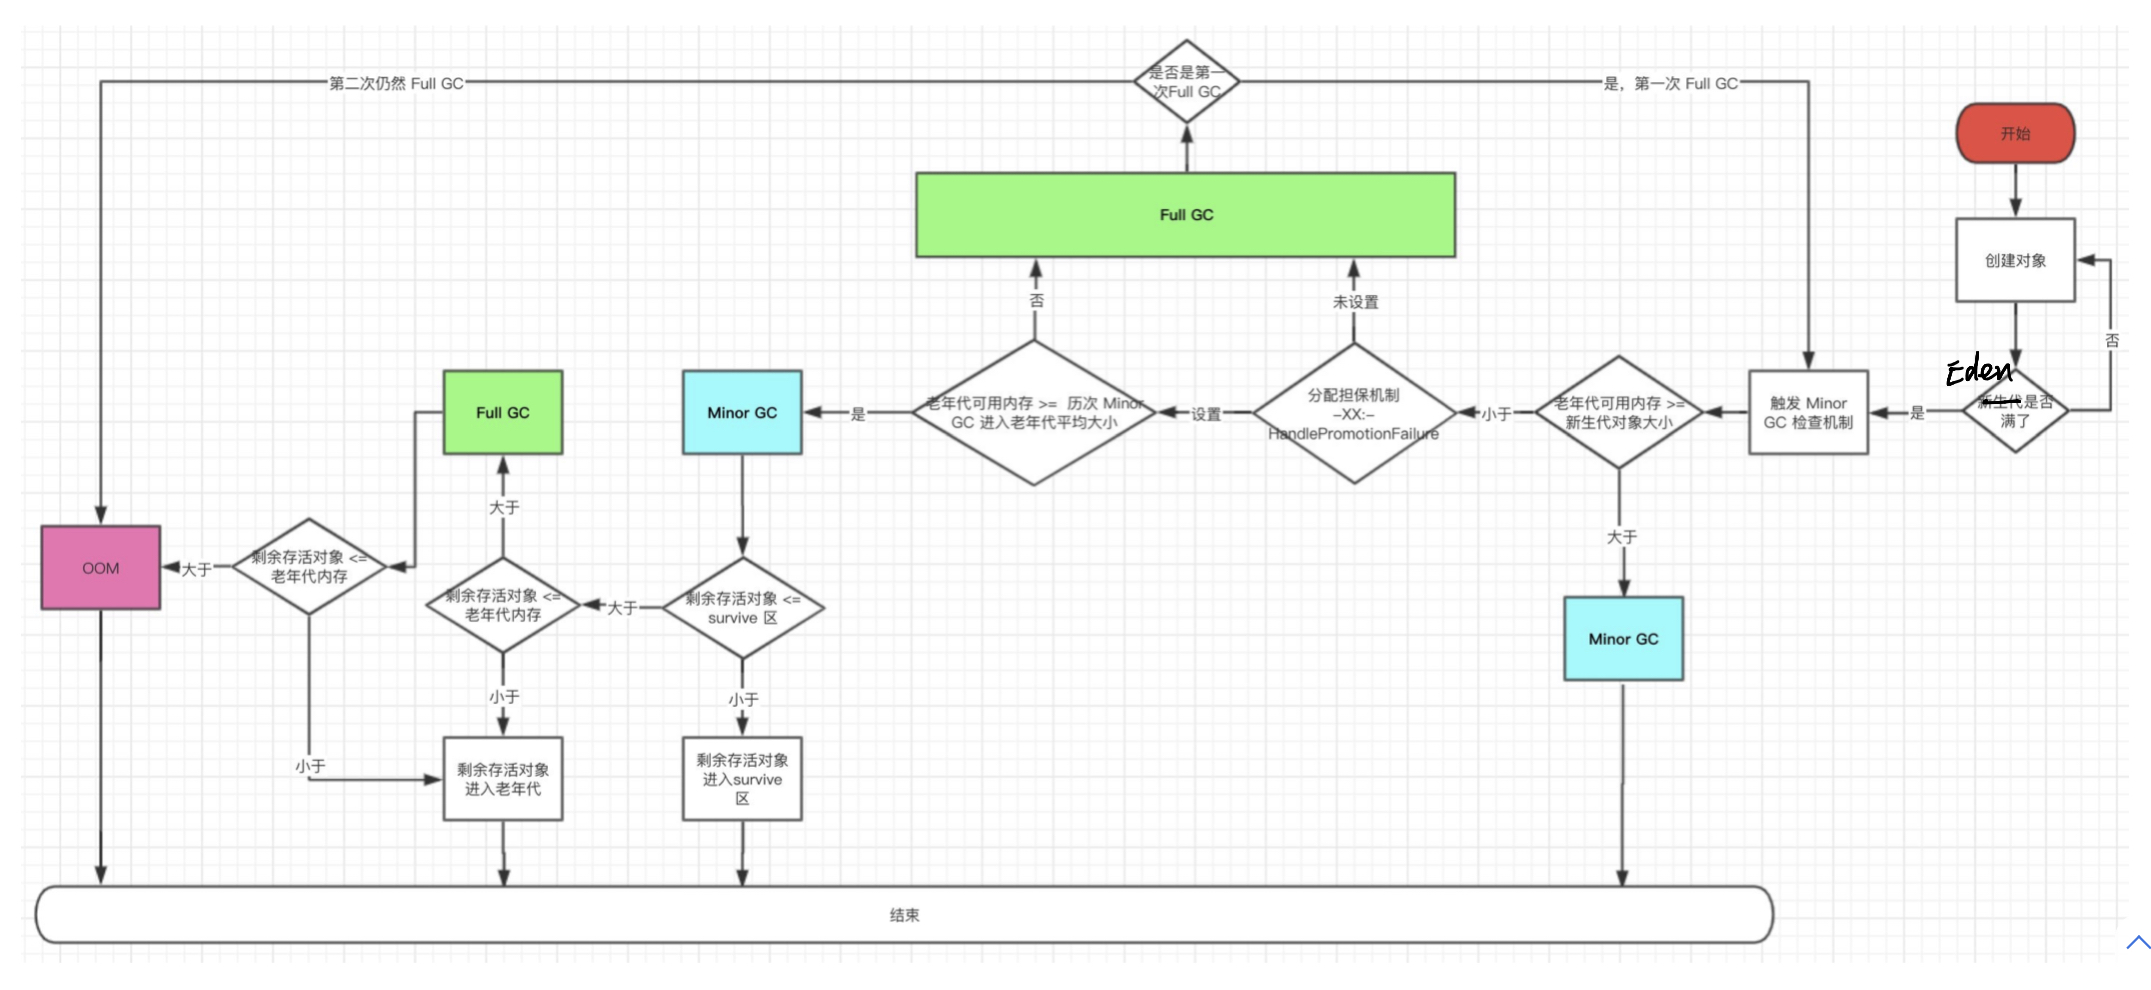 是否是第一
次Full GC
第二次仍然 Full GC
是，第一次 Full GC
开始
Full GC
创建对象
否
未设置
否
Eden
新生代是否
满了
是
触发 Minor
GC 检查机制
老年代可用内存 >=
新生代对象大小
小于
分配担保机制
-XX:-
HandlePromotionFailure
设置
老年代可用内存 >= 历次 Minor
GC 进入老年代平均大小
是
Minor GC
Full GC
大于
大于
Minor GC
OOM
大于
剩余存活对象 <=
老年代内存
剩余存活对象 <=
老年代内存
大于
剩余存活对象 <=
survive 区
小于
小于
小于
剩余存活对象
进入老年代
剩余存活对象
进入survive
区
结束